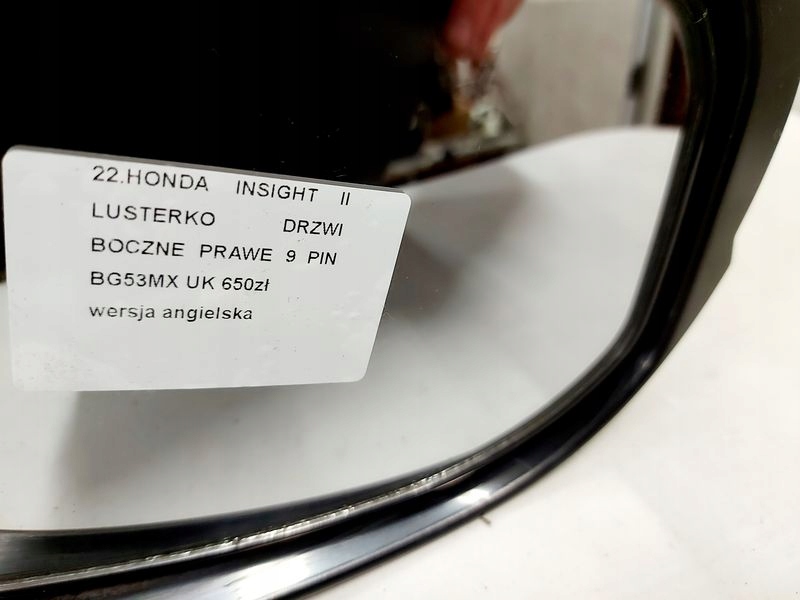 22.HONDA INSIGHT II
LUSTERKO DRZWI
BOCZNE PRAWE 9 PIN
BG53MX UK 650zł
wersja angielska